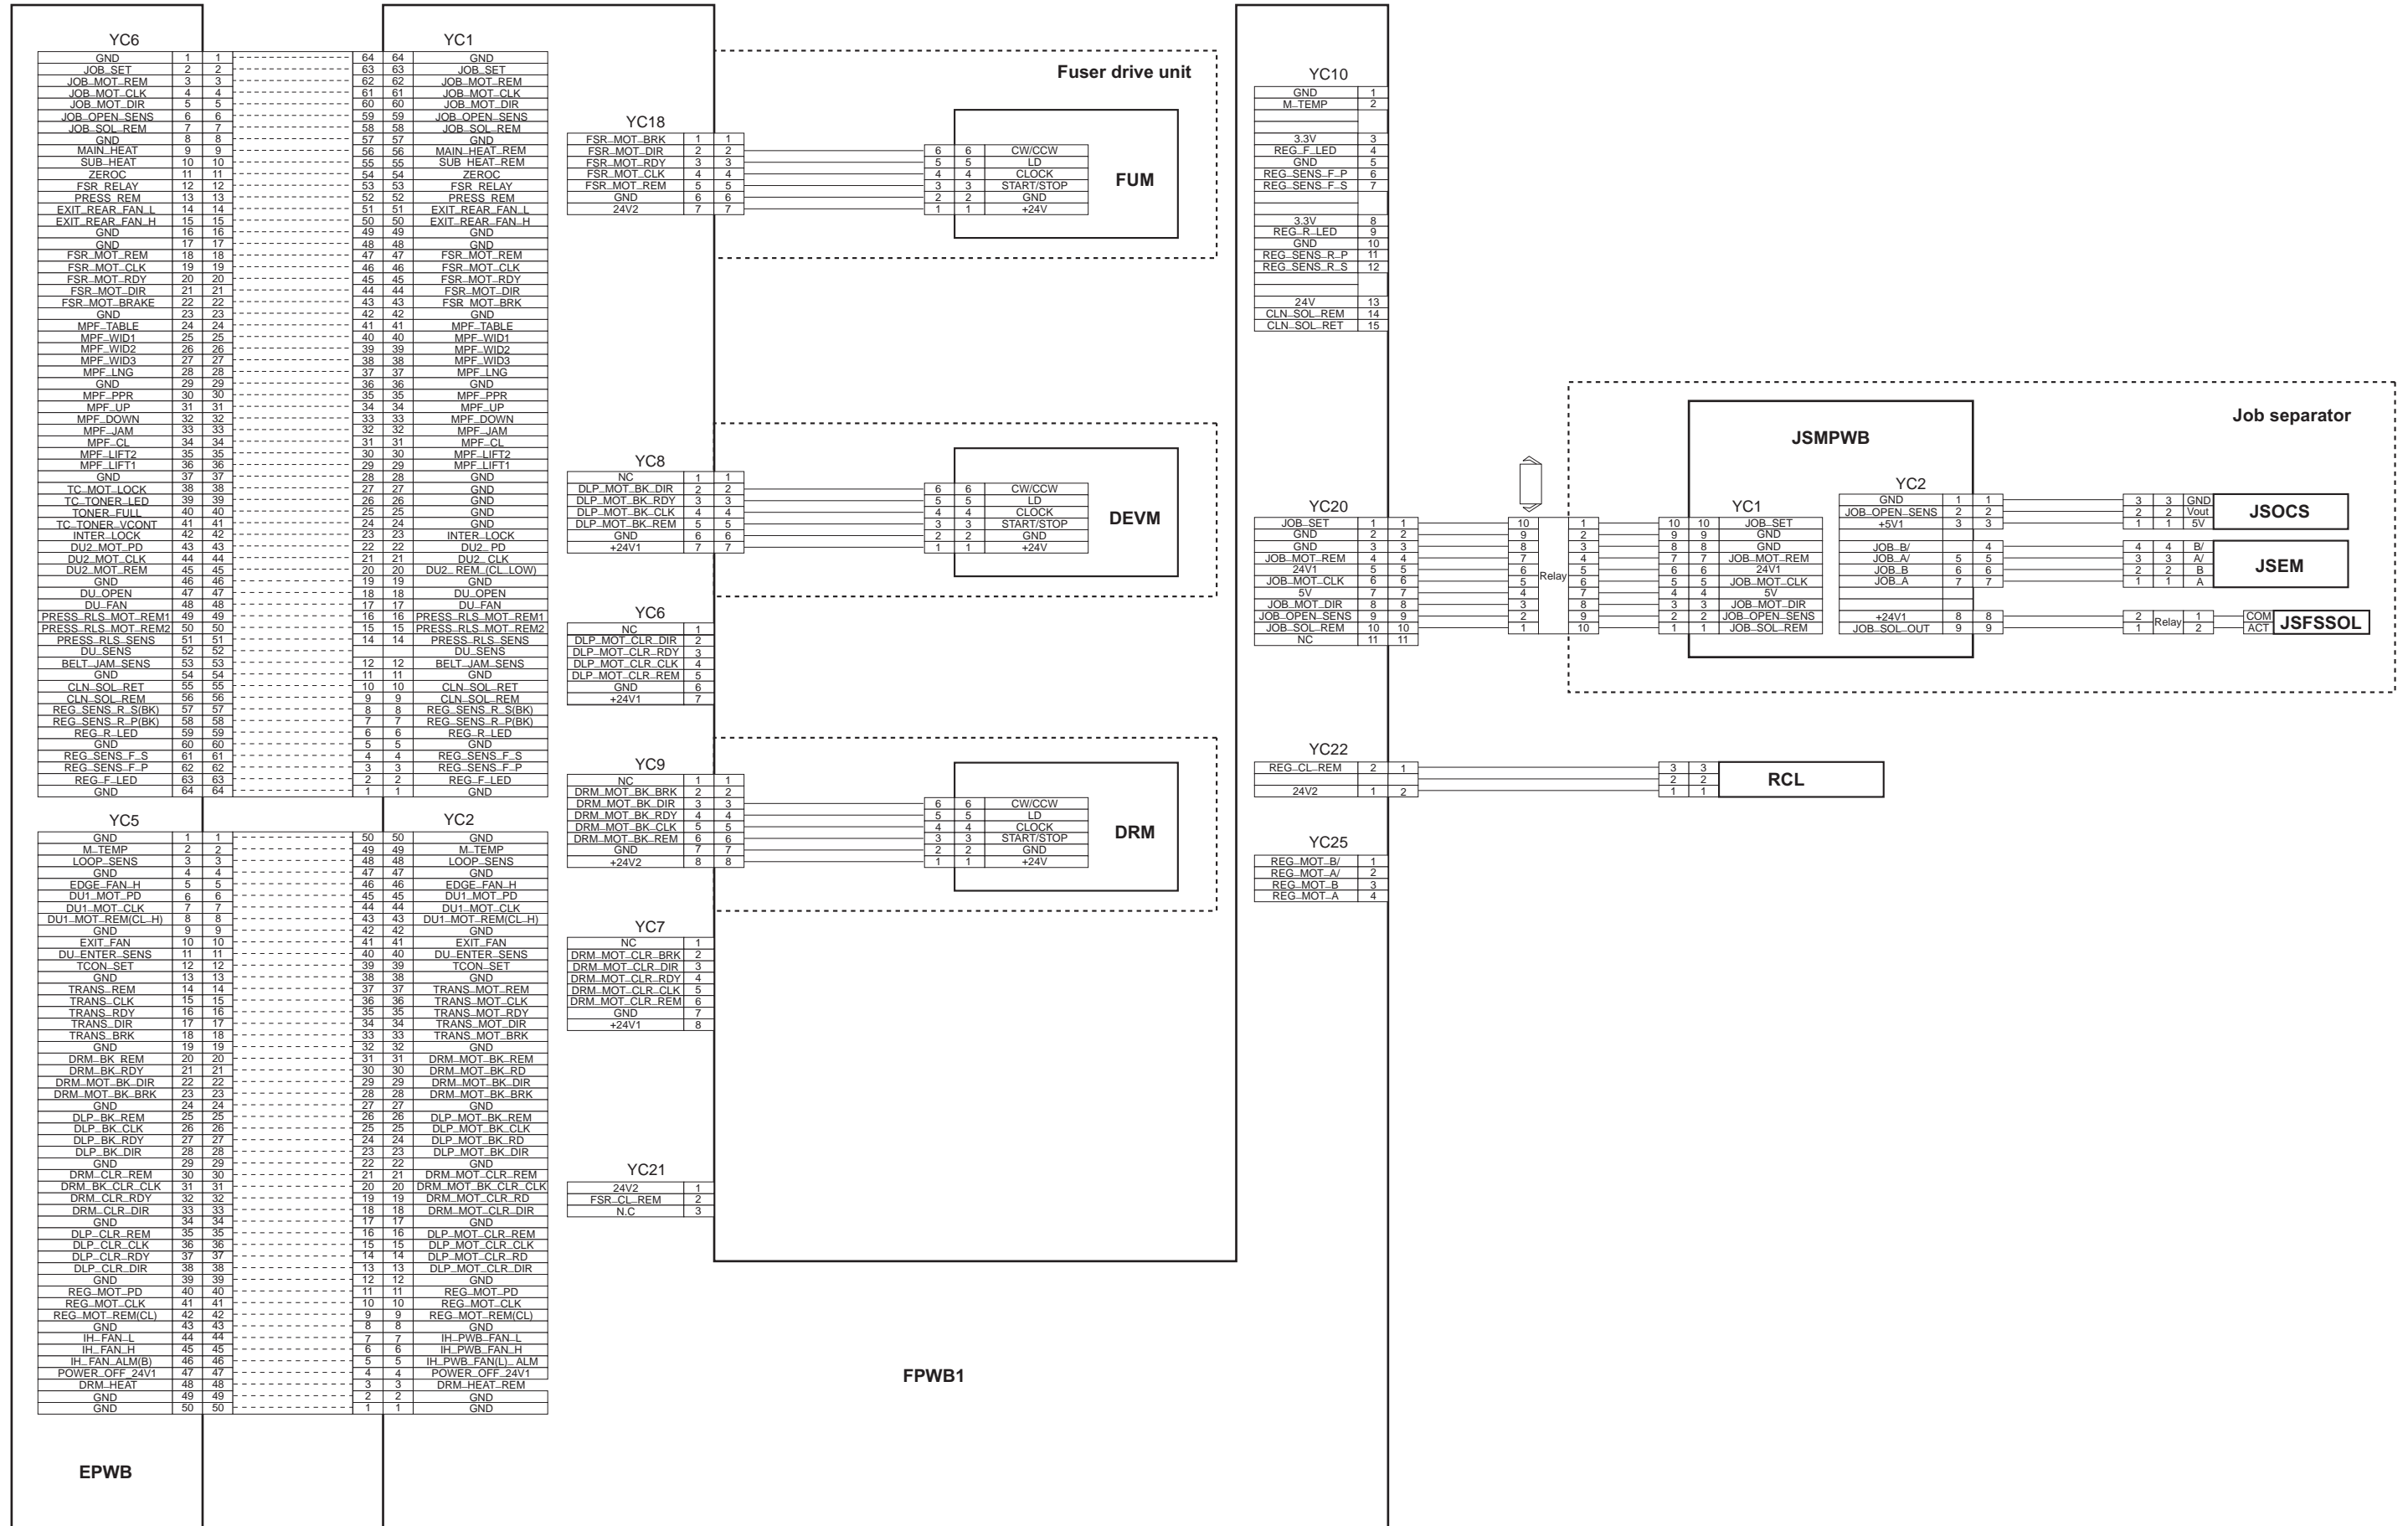 YC6 YC1
GND 1 1 64 64 GND
JOB_SET 2 2 63 63 JOB_SET
JOB_MOT_REM 3 3 62 62 JOB_MOT_REM
JOB_MOT_CLK 4 4 61 61 JOB_MOT_CLK
JOB_MOT_DIR 5 5 60 60 JOB_MOT_DIR
JOB_OPEN_SENS 6 6 59 59 JOB_OPEN_SENS
JOB_SOL_REM 7 7 58 58 JOB_SOL_REM
GND 8 8 57 57 GND
MAIN_HEAT 9 9 56 56 MAIN_HEAT_REM
SUB_HEAT 10 10 55 55 SUB_HEAT_REM
ZEROC 11 11 54 54 ZEROC
FSR_RELAY 12 12 53 53 FSR_RELAY
PRESS_REM 13 13 52 52 PRESS_REM
EXIT_REAR_FAN_L 14 14 51 51 EXIT_REAR_FAN_L
EXIT_REAR_FAN_H 15 15 50 50 EXIT_REAR_FAN_H
GND 16 16 49 49 GND
GND 17 17 48 48 GND
FSR_MOT_REM 18 18 47 47 FSR_MOT_REM
FSR_MOT_CLK 19 19 46 46 FSR_MOT_CLK
FSR_MOT_RDY 20 20 45 45 FSR_MOT_RDY
FSR_MOT_DIR 21 21 44 44 FSR_MOT_DIR
FSR_MOT_BRAKE 22 22 43 43 FSR_MOT_BRK
GND 23 23 42 42 GND
MPF_TABLE 24 24 41 41 MPF_TABLE
MPF_WID1 25 25 40 40 MPF_WID1
MPF_WID2 26 26 39 39 MPF_WID2
MPF_WID3 27 27 38 38 MPF_WID3
MPF_LNG 28 28 37 37 MPF_LNG
GND 29 29 36 36 GND
MPF_PPR 30 30 35 35 MPF_PPR
MPF_UP 31 31 34 34 MPF_UP
MPF_DOWN 32 32 33 33 MPF_DOWN
MPF_JAM 33 33 32 32 MPF_JAM
MPF_CL 34 34 31 31 MPF_CL
MPF_LIFT2 35 35 30 30 MPF_LIFT2
MPF_LIFT1 36 36 29 29 MPF_LIFT1
GND 37 37 28 28 GND
TC_MOT_LOCK 38 38 27 27 GND
TC_TONER_LED 39 39 26 26 GND
TONER_FULL 40 40 25 25 GND
TC_TONER_VCONT 41 41 24 24 GND
INTER_LOCK 42 42 23 23 INTER_LOCK
DU2_MOT_PD 43 43 22 22 DU2_ PD
DU2_MOT_CLK 44 44 21 21 DU2_ CLK
DU2_MOT_REM 45 45 20 20 DU2_ REM_(CL_LOW)
GND 46 46 19 19 GND
DU_OPEN 47 47 18 18 DU_OPEN
DU_FAN 48 48 17 17 DU_FAN
PRESS_RLS_MOT_REM1 49 49 16 16 PRESS_RLS_MOT_REM1
PRESS_RLS_MOT_REM2 50 50 15 15 PRESS_RLS_MOT_REM2
PRESS_RLS_SENS 51 51 14 14 PRESS_RLS_SENS
DU_SENS 52 52 DU_SENS
BELT_JAM_SENS 53 53 12 12 BELT_JAM_SENS
GND 54 54 11 11 GND
CLN_SOL_RET 55 55 10 10 CLN_SOL_RET
CLN_SOL_REM 56 56 9 9 CLN_SOL_REM
REG_SENS_R_S(BK) 57 57 8 8 REG_SENS_R_S(BK)
REG_SENS_R_P(BK) 58 58 7 7 REG_SENS_R_P(BK)
REG_R_LED 59 59 6 6 REG_R_LED
GND 60 60 5 5 GND
REG_SENS_F_S 61 61 4 4 REG_SENS_F_S
REG_SENS_F_P 62 62 3 3 REG_SENS_F_P
REG_F_LED 63 63 2 2 REG_F_LED
GND 64 64 1 1 GND
YC5 YC2
GND 1 1 50 50 GND
M_TEMP 2 2 49 49 M_TEMP
LOOP_SENS 3 3 48 48 LOOP_SENS
GND 4 4 47 47 GND
EDGE_FAN_H 5 5 46 46 EDGE_FAN_H
DU1_MOT_PD 6 6 45 45 DU1_MOT_PD
DU1_MOT_CLK 7 7 44 44 DU1_MOT_CLK
DU1_MOT_REM(CL_H) 8 8 43 43 DU1_MOT_REM(CL_H)
GND 9 9 42 42 GND
EXIT_FAN 10 10 41 41 EXIT_FAN
DU_ENTER_SENS 11 11 40 40 DU_ENTER_SENS
TCON_SET 12 12 39 39 TCON_SET
GND 13 13 38 38 GND
TRANS_REM 14 14 37 37 TRANS_MOT_REM
TRANS_CLK 15 15 36 36 TRANS_MOT_CLK
TRANS_RDY 16 16 35 35 TRANS_MOT_RDY
TRANS_DIR 17 17 34 34 TRANS_MOT_DIR
TRANS_BRK 18 18 33 33 TRANS_MOT_BRK
GND 19 19 32 32 GND
DRM_BK_REM 20 20 31 31 DRM_MOT_BK_REM
DRM_BK_RDY 21 21 30 30 DRM_MOT_BK_RD
DRM_MOT_BK_DIR 22 22 29 29 DRM_MOT_BK_DIR
DRM_MOT_BK_BRK 23 23 28 28 DRM_MOT_BK_BRK
GND 24 24 27 27 GND
DLP_BK_REM 25 25 26 26 DLP_MOT_BK_REM
DLP_BK_CLK 26 26 25 25 DLP_MOT_BK_CLK
DLP_BK_RDY 27 27 24 24 DLP_MOT_BK_RD
DLP_BK_DIR 28 28 23 23 DLP_MOT_BK_DIR
GND 29 29 22 22 GND
DRM_CLR_REM 30 30 21 21 DRM_MOT_CLR_REM
DRM_BK_CLR_CLK 31 31 20 20 DRM_MOT_BK_CLR_CLK
DRM_CLR_RDY 32 32 19 19 DRM_MOT_CLR_RD
DRM_CLR_DIR 33 33 18 18 DRM_MOT_CLR_DIR
GND 34 34 17 17 GND
DLP_CLR_REM 35 35 16 16 DLP_MOT_CLR_REM
DLP_CLR_CLK 36 36 15 15 DLP_MOT_CLR_CLK
DLP_CLR_RDY 37 37 14 14 DLP_MOT_CLR_RD
DLP_CLR_DIR 38 38 13 13 DLP_MOT_CLR_DIR
GND 39 39 12 12 GND
REG_MOT_PD 40 40 11 11 REG_MOT_PD
REG_MOT_CLK 41 41 10 10 REG_MOT_CLK
REG_MOT_REM(CL) 42 42 9 9 REG_MOT_REM(CL)
GND 43 43 8 8 GND
IH_FAN_L 44 44 7 7 IH_PWB_FAN_L
IH_FAN_H 45 45 6 6 IH_PWB_FAN_H
IH_FAN_ALM(B) 46 46 5 5 IH_PWB_FAN(L)_ ALM
POWER_OFF_24V1 47 47 4 4 POWER_OFF_24V1
DRM_HEAT 48 48 3 3 DRM_HEAT_REM
GND 49 49 2 2 GND
GND 50 50 1 1 GND
EPWB
Fuser drive unit
YC18
FSR_MOT_BRK 1 1
FSR_MOT_DIR 2 2 6 6 CW/CCW
FSR_MOT_RDY 3 3 5 5 LD
FSR_MOT_CLK 4 4 4 4 CLOCK
FSR_MOT_REM 5 5 3 3 START/STOP
GND 6 6 2 2 GND
24V2 7 7 1 1 +24V
FUM
YC8
NC 1 1
DLP_MOT_BK_DIR 2 2 6 6 CW/CCW
DLP_MOT_BK_RDY 3 3 5 5 LD
DLP_MOT_BK_CLK 4 4 4 4 CLOCK
DLP_MOT_BK_REM 5 5 3 3 START/STOP
GND 6 6 2 2 GND
+24V1 7 7 1 1 +24V
DEVM
YC6
NC 1
DLP_MOT_CLR_DIR 2
DLP_MOT_CLR_RDY 3
DLP_MOT_CLR_CLK 4
DLP_MOT_CLR_REM 5
GND 6
+24V1 7
YC9
NC 1 1
DRM_MOT_BK_BRK 2 2
DRM_MOT_BK_DIR 3 3 6 6 CW/CCW
DRM_MOT_BK_RDY 4 4 5 5 LD
DRM_MOT_BK_CLK 5 5 4 4 CLOCK
DRM_MOT_BK_REM 6 6 3 3 START/STOP
GND 7 7 2 2 GND
+24V2 8 8 1 1 +24V
DRM
YC7
NC 1
DRM_MOT_CLR_BRK 2
DRM_MOT_CLR_DIR 3
DRM_MOT_CLR_RDY 4
DRM_MOT_CLR_CLK 5
DRM_MOT_CLR_REM 6
GND 7
+24V1 8
YC21
24V2 1
FSR_CL_REM 2
N.C 3
FPWB1
YC10
GND 1
M_TEMP 2
3.3V 3
REG_F_LED 4
GND 5
REG_SENS_F_P 6
REG_SENS_F_S 7
3.3V 8
REG_R_LED 9
GND 10
REG_SENS_R_P 11
REG_SENS_R_S 12
24V 13
CLN_SOL_REM 14
CLN_SOL_RET 15
YC20
JOB_SET 1 1 10 1 10 10 JOB_SET
GND 2 2 9 2 9 9 GND
GND 3 3 8 3 8 8 GND
JOB_MOT_REM 4 4 7 4 7 7 JOB_MOT_REM
24V1 5 5 6 5 6 6 24V1
JOB_MOT_CLK 6 6 5 6 5 5 JOB_MOT_CLK
5V 7 7 4 7 4 4 5V
JOB_MOT_DIR 8 8 3 8 3 3 JOB_MOT_DIR
JOB_OPEN_SENS 9 9 2 9 2 2 JOB_OPEN_SENS
JOB_SOL_REM 10 10 1 10 1 1 JOB_SOL_REM
NC 11 11
Relay
YC1
Job separator
JSMPWB
YC2
GND 1 1 3 3 GND
JOB_OPEN_SENS 2 2 2 2 Vout
+5V1 3 3 1 1 5V
JSOCS
JOB_B/ 4 4 4 B/
JOB_A/ 5 5 3 3 A/
JOB_B 6 6 2 2 B
JOB_A 7 7 1 1 A
JSEM
+24V1 8 8 2 Relay 1 COM
JOB_SOL_OUT 9 9 1 2 ACT
JSFSSOL
YC22
REG_CL_REM 2 1 3 3
2 2
24V2 1 2 1 1
RCL
YC25
REG_MOT_B/ 1
REG_MOT_A/ 2
REG_MOT_B 3
REG_MOT_A 4